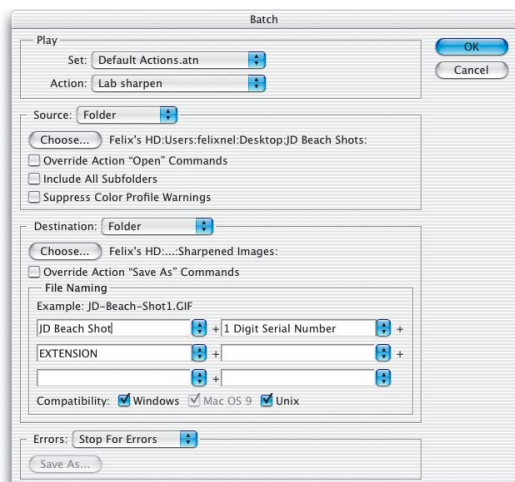 Batch
Play
OK
Set: Default Actions.atn
Cancel
Action: Lab sharpen
Source: Folder
Choose... Felix's HD:Users:felixnel:Desktop:JD Beach Shots:
Override Action "Open" Commands
Include All Subfolders
Suppress Color Profile Warnings
Destination: Folder
Choose... Felix's HD:...:Sharpened Images:
Override Action "Save As" Commands
File Naming
Example: JD-Beach-Shot1.GIF
JD Beach Shot + 1 Digit Serial Number +
EXTENSION + +
+
Compatibility: Windows Mac OS 9 Unix
Errors: Stop For Errors
Save As...